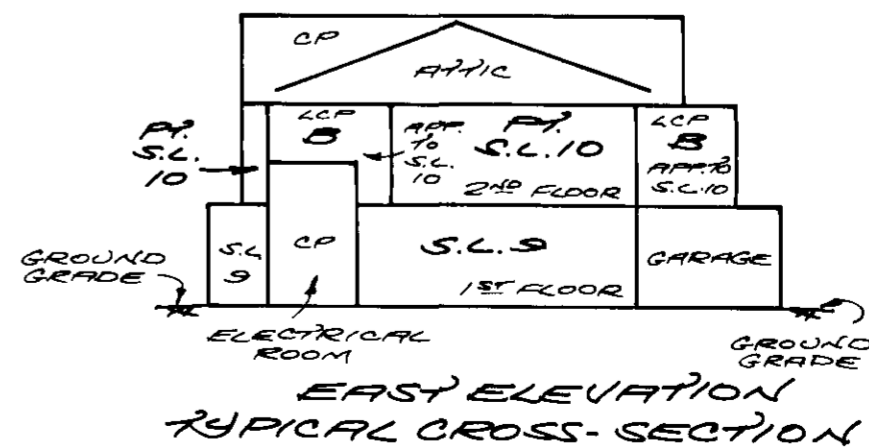 CP
ATTIC
PT.
S.L.
10
LCP
B
APP.
TO
S.L.
10
PT.
S.L.10
2ND FLOOR
LCP
B
APP. TO
S.L.10
S.L.
9
CP
S.L.9
1ST FLOOR
GARAGE
GROUND
GRADE
ELECTRICAL
ROOM
GROUND
GRADE
EAST ELEVATION
TYPICAL CROSS-SECTION